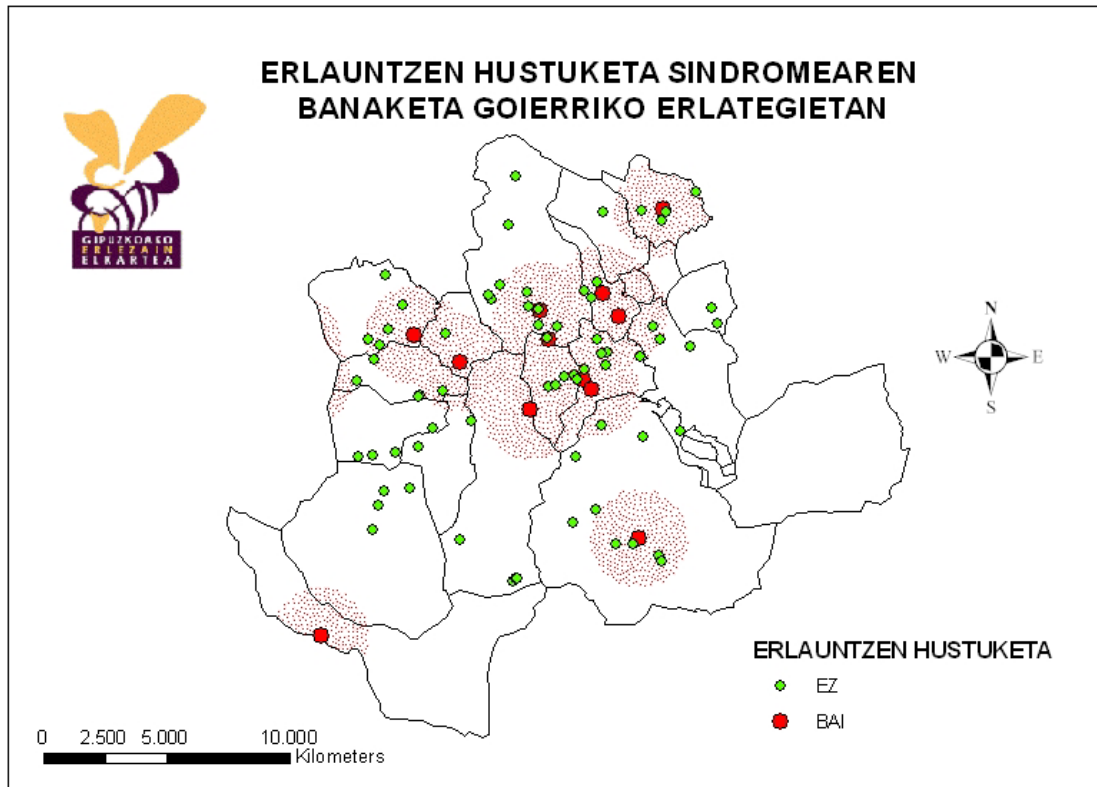 ERLAUNTZEN HUSTUKETA SINDROMEAREN
BANAKETA GOIERRIKO ERLATEGIETAN
GIPUZKOAKO
ERLEZAIN
ELKARTEA
N
W E
S
ERLAUNTZEN HUSTUKETA
EZ
BAI
0 2.500 5.000 10.000
Kilometers